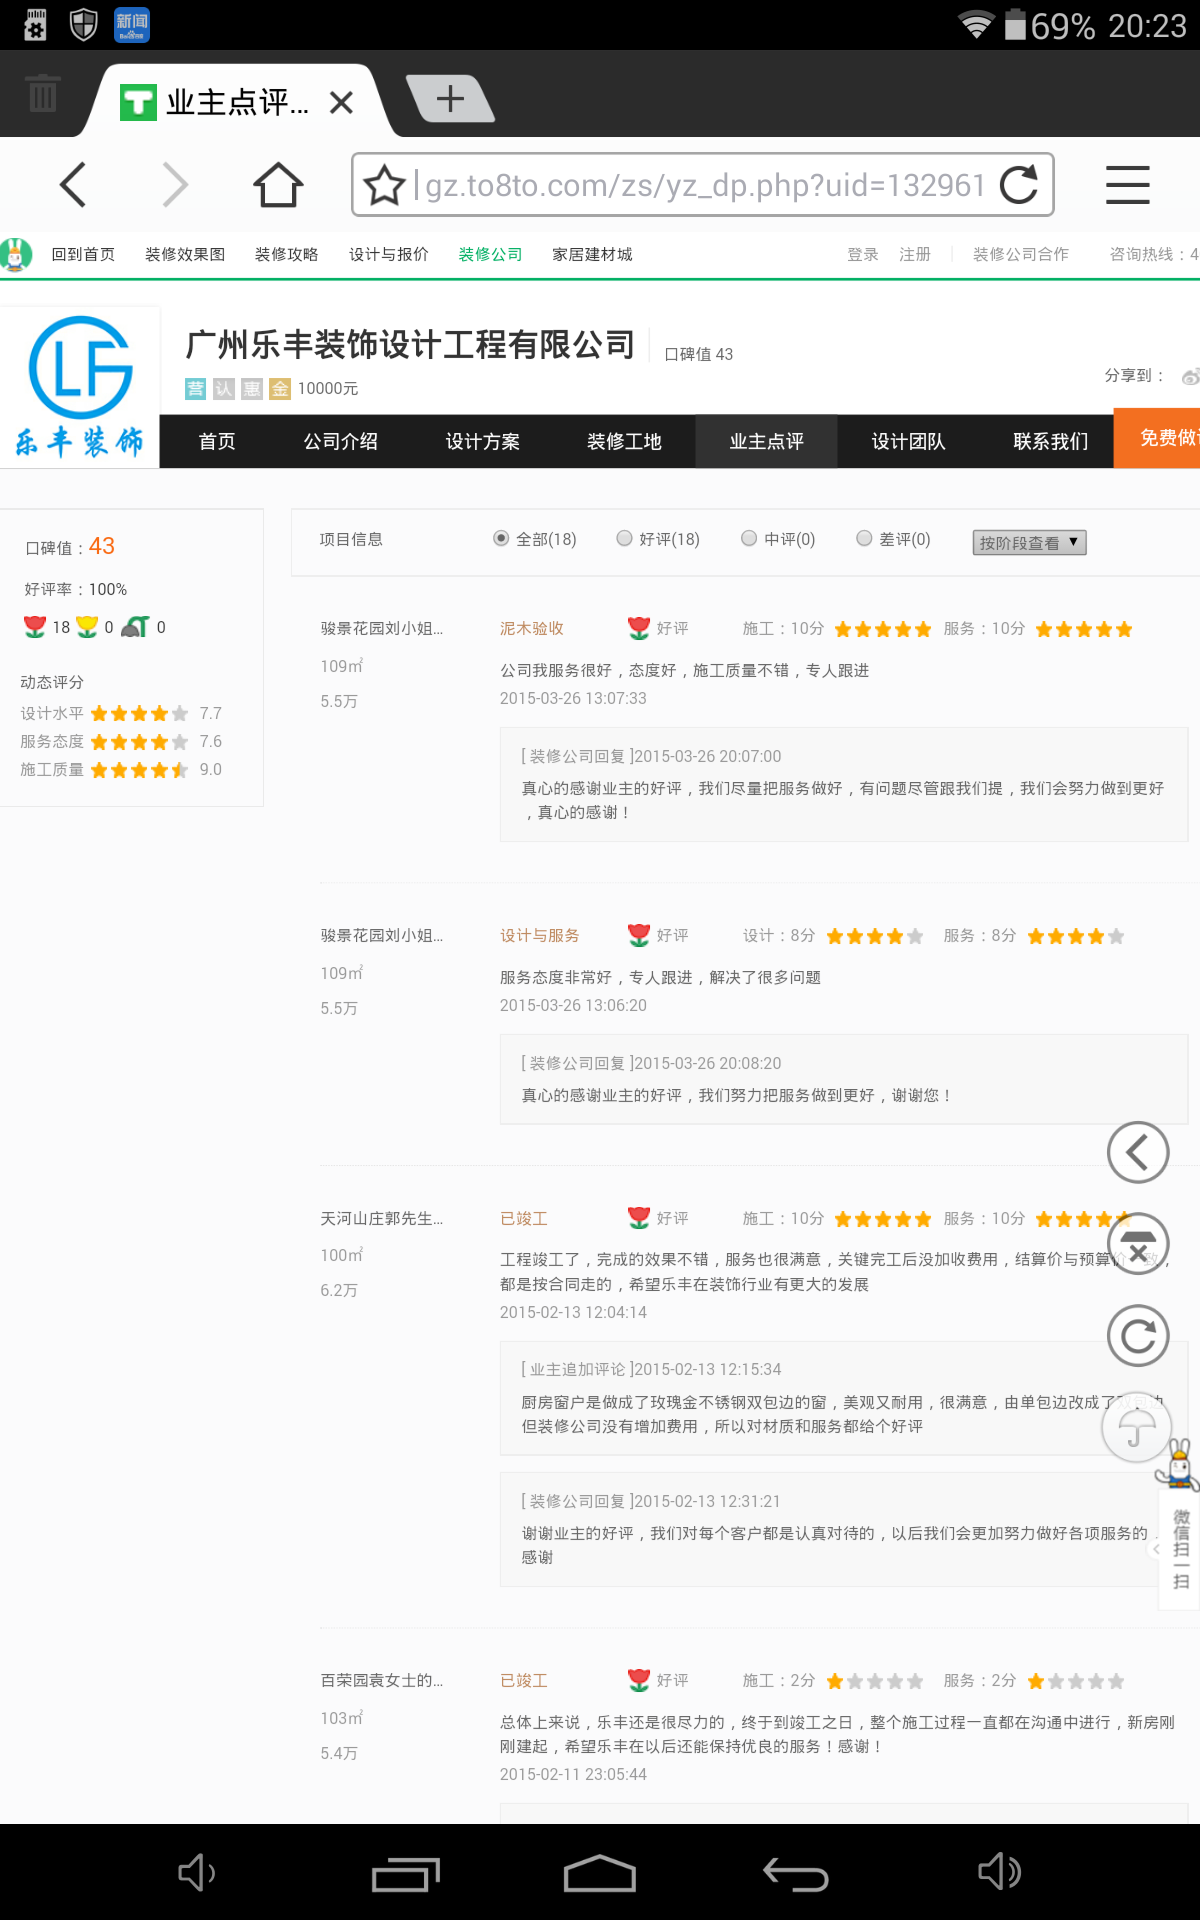 新闻
69% 20:23
业主点评...
gz.to8to.com/zs/yz_dp.php?uid=132961
回到首页 装修效果图 装修攻略 设计与报价 装修公司 家居建材城 登录 注册 装修公司合作 咨询热线：4
广州乐丰装饰设计工程有限公司 口碑值 43
营 认 惠 金 10000元 分享到：
LF
乐丰装饰
首页 公司介绍 设计方案 装修工地 业主点评 设计团队 联系我们 免费做
口碑值：43
好评率：100%
18 0 0
动态评分
设计水平 7.7
服务态度 7.6
施工质量 9.0
项目信息 全部(18) 好评(18) 中评(0) 差评(0) 按阶段查看 ▼
骏景花园刘小姐... 泥木验收 好评 施工：10分 服务：10分
109㎡ 公司我服务很好，态度好，施工质量不错，专人跟进
5.5万 2015-03-26 13:07:33
[ 装修公司回复 ]2015-03-26 20:07:00
真心的感谢业主的好评，我们尽量把服务做好，有问题尽管跟我们提，我们会努力做到更好
，真心的感谢！
骏景花园刘小姐... 设计与服务 好评 设计：8分 服务：8分
109㎡ 服务态度非常好，专人跟进，解决了很多问题
5.5万 2015-03-26 13:06:20
[ 装修公司回复 ]2015-03-26 20:08:20
真心的感谢业主的好评，我们努力把服务做到更好，谢谢您！
天河山庄郭先生... 已竣工 好评 施工：10分 服务：10分
100㎡ 工程竣工了，完成的效果不错，服务也很满意，关键完工后没加收费用，结算价与预算价一致，
6.2万 都是按合同走的，希望乐丰在装饰行业有更大的发展
2015-02-13 12:04:14
[ 业主追加评论 ]2015-02-13 12:15:34
厨房窗户是做成了玫瑰金不锈钢双包边的窗，美观又耐用，很满意，由单包边改成了双包边
但装修公司没有增加费用，所以对材质和服务都给个好评
[ 装修公司回复 ]2015-02-13 12:31:21
谢谢业主的好评，我们对每个客户都是认真对待的，以后我们会更加努力做好各项服务的
感谢
微信扫一扫
百荣园袁女士的... 已竣工 好评 施工：2分 服务：2分
103㎡ 总体上来说，乐丰还是很尽力的，终于到竣工之日，整个施工过程一直都在沟通中进行，新房刚
5.4万 刚建起，希望乐丰在以后还能保持优良的服务！感谢！
2015-02-11 23:05:44